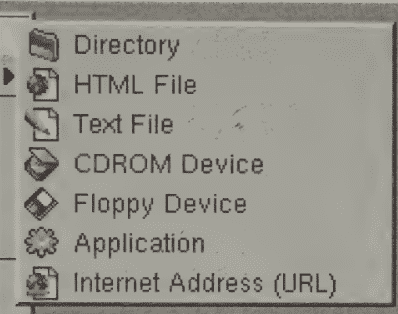 Directory
HTML File
Text File
CDROM Device
Floppy Device
Application
Internet Address (URL)